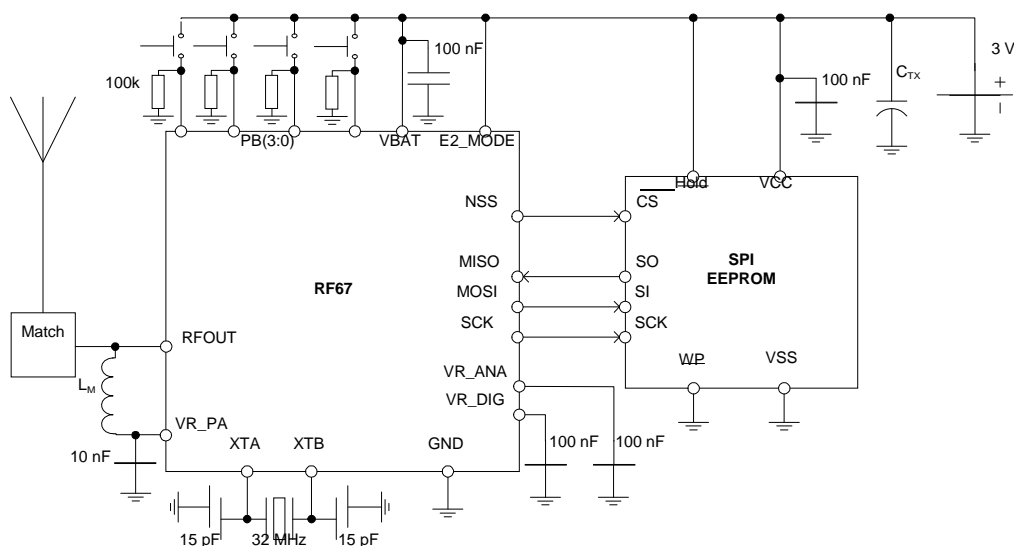 3 V
100 nF
100 nF
C_TX
100k
PB(3:0)
VBAT
E2_MODE
Hold
VCC
NSS
CS
SPI
EEPROM
MISO
SO
RF67
MOSI
SI
SCK
SCK
Match
RFOUT
WP
VSS
VR_ANA
L_M
VR_DIG
VR_PA
XTA
XTB
GND
100 nF
100 nF
10 nF
15 pF
32 MHz
15 pF